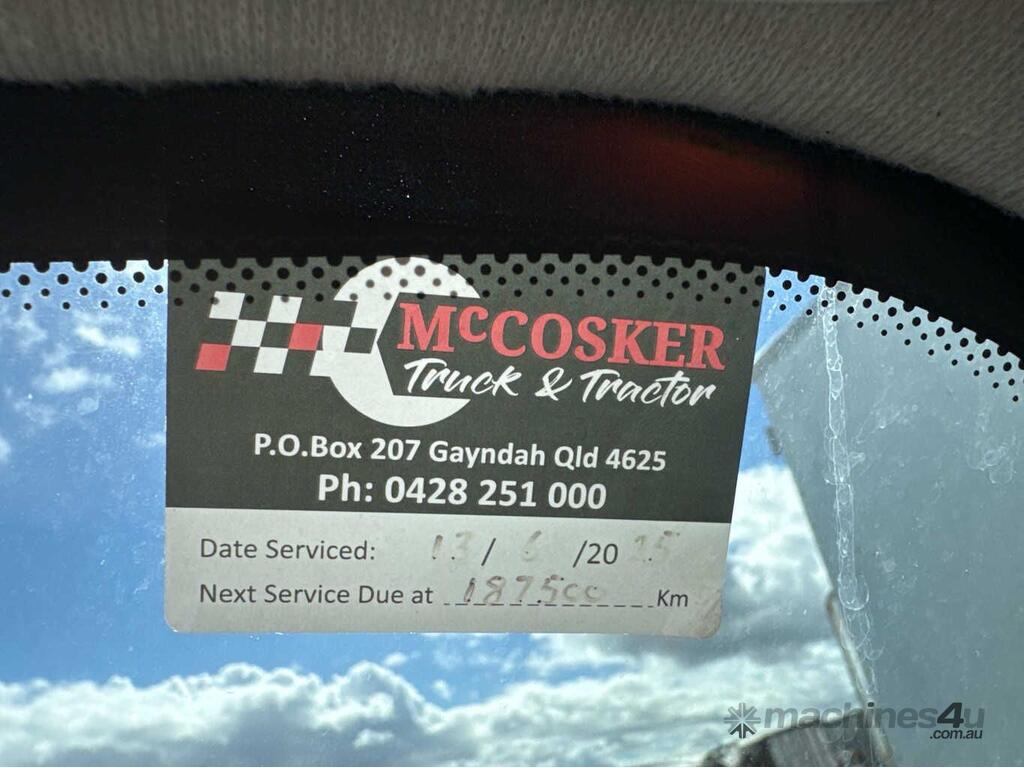 McCOSKER
Truck & Tractor
P.O.Box 207 Gayndah Qld 4625
Ph: 0428 251 000
Date Serviced: 13 / 6 /20 25
Next Service Due at 187500 Km
machines4u
.com.au